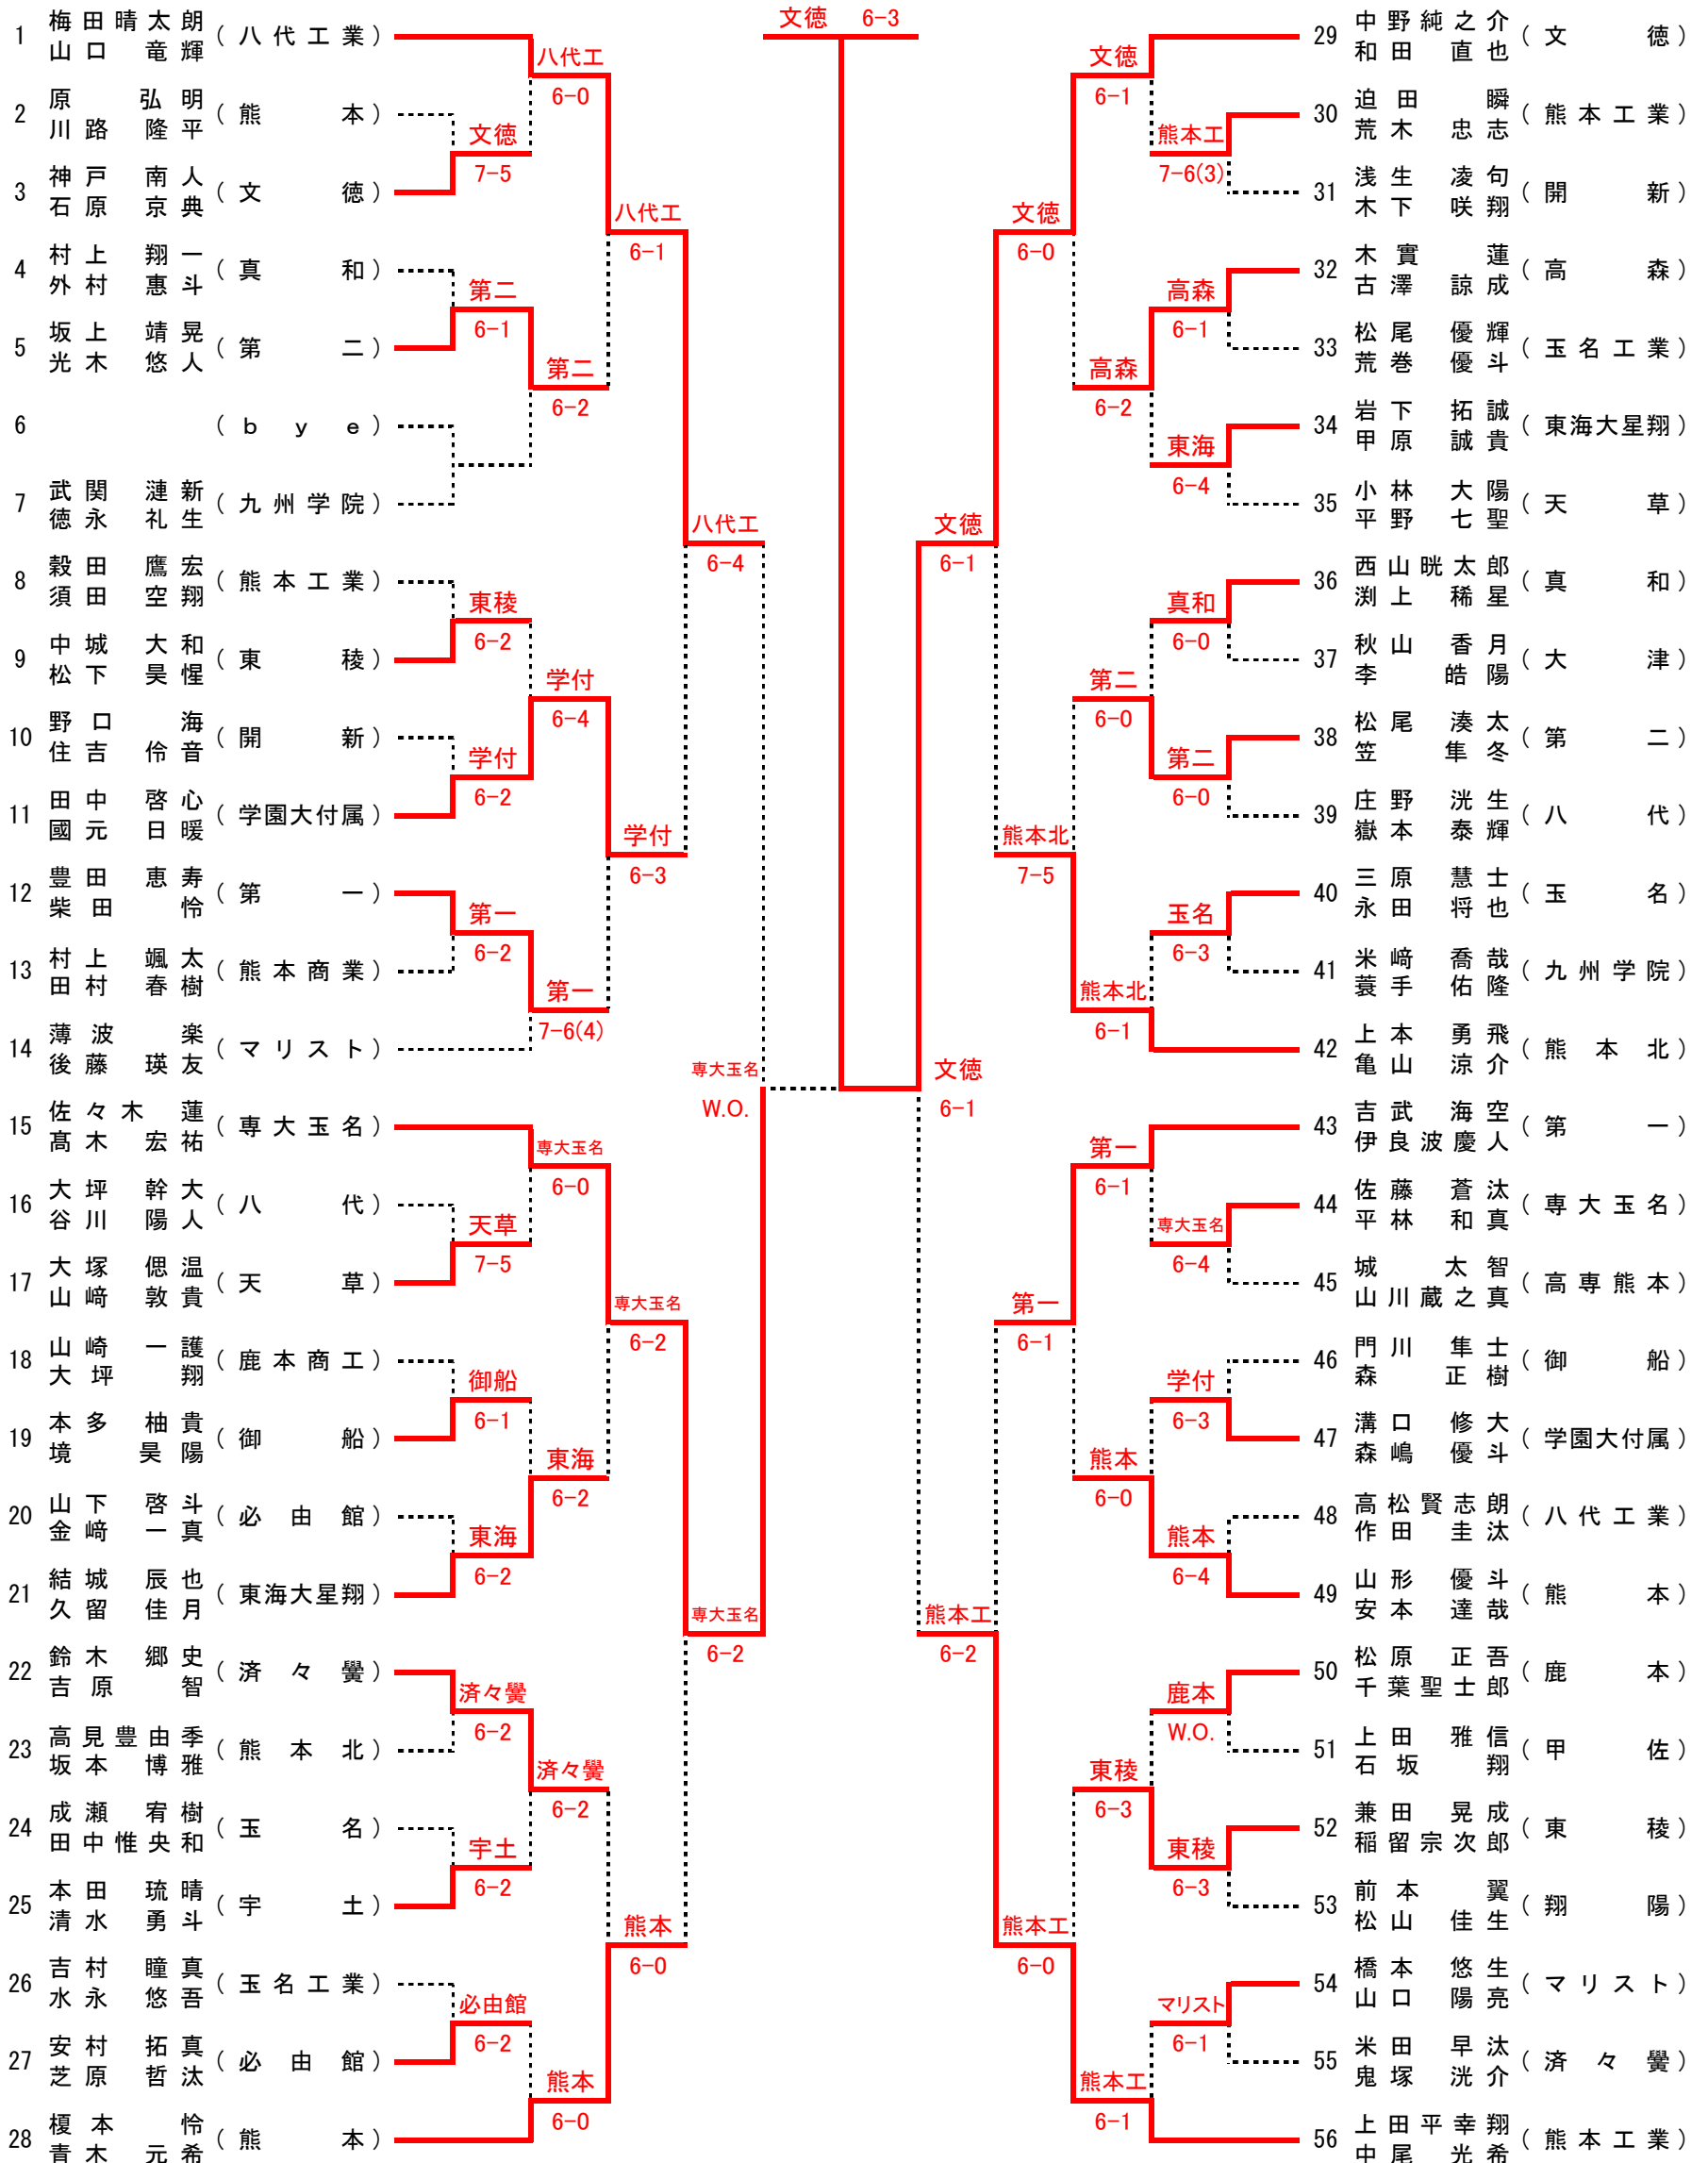 文徳 6-3
1 梅田晴太朗 山口竜輝 (八代工業)
2 原弘明 川路隆平 (熊本)
3 神戸南人 石原京典 (文徳)
4 村上翔一 外村惠斗 (真和)
5 坂上靖晃 光木悠人 (第二)
6 (bye)
7 武関漣新 徳永礼生 (九州学院)
8 穀田鷹宏 須田空翔 (熊本工業)
9 中城大和 松下昊惺 (東稜)
10 野口海 住吉伶音 (開新)
11 田中啓心 國元日暖 (学園大付属)
12 豊田恵寿 柴田怜 (第一)
13 村上颯太 田村春樹 (熊本商業)
14 薄波楽 後藤瑛友 (マリスト)
15 佐々木蓮 髙木宏祐 (専大玉名)
16 大坪幹大 谷川陽人 (八代)
17 大塚偲温 山﨑敦貴 (天草)
18 山崎一護 大坪翔 (鹿本商工)
19 本多柚貴 境昊陽 (御船)
20 山下啓斗 金﨑一真 (必由館)
21 結城辰也 久留佳月 (東海大星翔)
22 鈴木郷史 吉原智 (済々黌)
23 高見豊由季 坂本博雅 (熊本北)
24 成瀬宥樹 田中惟央和 (玉名)
25 本田琉晴 清水勇斗 (宇土)
26 吉村瞳真 水永悠吾 (玉名工業)
27 安村拓真 芝原哲汰 (必由館)
28 榎本怜 青木元希 (熊本)
八代工 6-0
文徳 7-5
八代工 6-1
第二 6-1
第二 6-2
八代工 6-4
東稜 6-2
学付 6-4
学付 6-2
学付 6-3
第一 6-2
第一 7-6(4)
専大玉名 W.O.
専大玉名 6-0
天草 7-5
専大玉名 6-2
御船 6-1
東海 6-2
東海 6-2
専大玉名 6-2
済々黌 6-2
済々黌 6-2
宇土 6-2
熊本 6-0
必由館 6-2
熊本 6-0
29 中野純之介 和田直也 (文徳)
30 迫田瞬 荒木忠志 (熊本工業)
31 浅生凌句 木下咲翔 (開新)
32 木實蓮 古澤諒成 (高森)
33 松尾優輝 荒巻優斗 (玉名工業)
34 岩下拓誠 甲原誠貴 (東海大星翔)
35 小林大陽 平野七聖 (天草)
36 西山晄太郎 渕上稀星 (真和)
37 秋山香月 李皓陽 (大津)
38 松尾湊太 笠隼冬 (第二)
39 庄野洸生 嶽本泰輝 (八代)
40 三原慧士 永田将也 (玉名)
41 米﨑喬哉 蓑手佑隆 (九州学院)
42 上本勇飛 亀山涼介 (熊本北)
43 吉武海空 伊良波慶人 (第一)
44 佐藤蒼汰 平林和真 (専大玉名)
45 城太智 山川蔵之真 (高専熊本)
46 門川隼士 森正樹 (御船)
47 溝口修大 森嶋優斗 (学園大付属)
48 高松賢志朗 作田圭汰 (八代工業)
49 山形優斗 安本達哉 (熊本)
50 松原正吾 千葉聖士郎 (鹿本)
51 上田雅信 石坂翔 (甲佐)
52 兼田晃成 稲留宗次郎 (東稜)
53 前本翼 松山佳生 (翔陽)
54 橋本悠生 山口陽亮 (マリスト)
55 米田早汰 鬼塚洸介 (済々黌)
56 上田平幸翔 中尾光希 (熊本工業)
文徳 6-1
熊本工 7-6(3)
文徳 6-0
高森 6-1
高森 6-2
東海 6-4
文徳 6-1
真和 6-0
第二 6-0
第二 6-0
熊本北 7-5
玉名 6-3
熊本北 6-1
文徳 6-1
第一 6-1
専大玉名 6-4
第一 6-1
学付 6-3
熊本 6-0
熊本 6-4
熊本工 6-2
鹿本 W.O.
東稜 6-3
東稜 6-3
熊本工 6-0
マリスト 6-1
熊本工 6-1